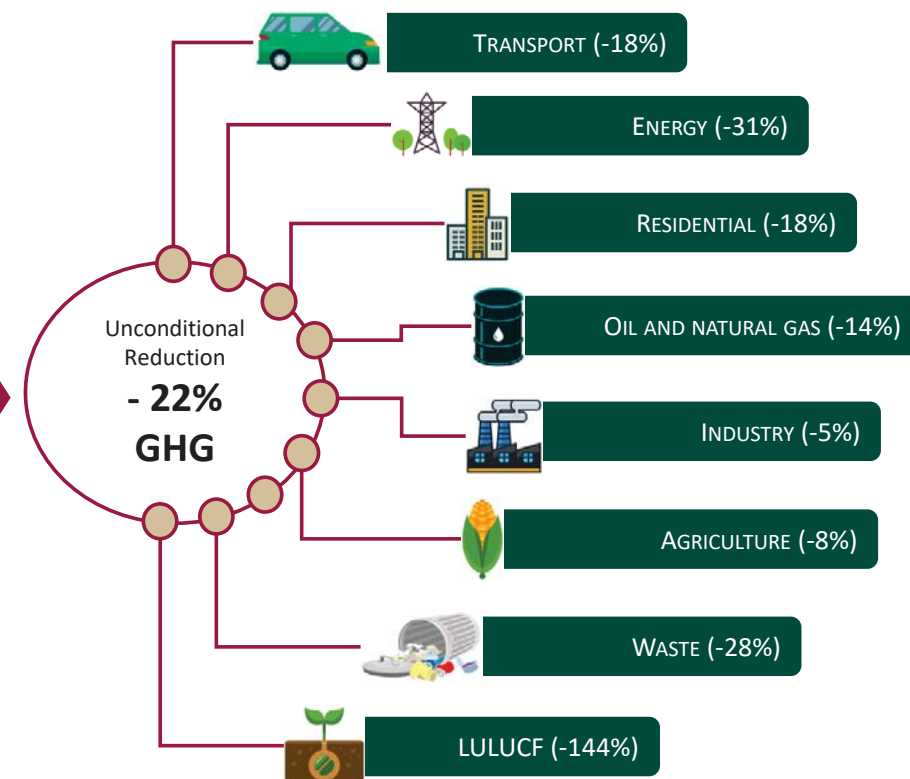 TRANSPORT (-18%)
ENERGY (-31%)
RESIDENTIAL (-18%)
Unconditional
Reduction
- 22%
GHG
OIL AND NATURAL GAS (-14%)
INDUSTRY (-5%)
AGRICULTURE (-8%)
WASTE (-28%)
LULUCF (-144%)